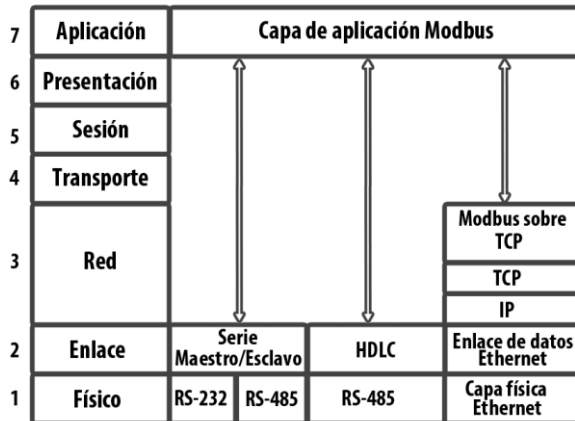 7 Aplicación Capa de aplicación Modbus
6 Presentación
5 Sesión
4 Transporte
Modbus sobre
TCP
3 Red
TCP
IP
2 Enlace Serie
Maestro/Esclavo HDLC Enlace de datos
Ethernet
1 Físico RS-232 RS-485 RS-485 Capa física
Ethernet